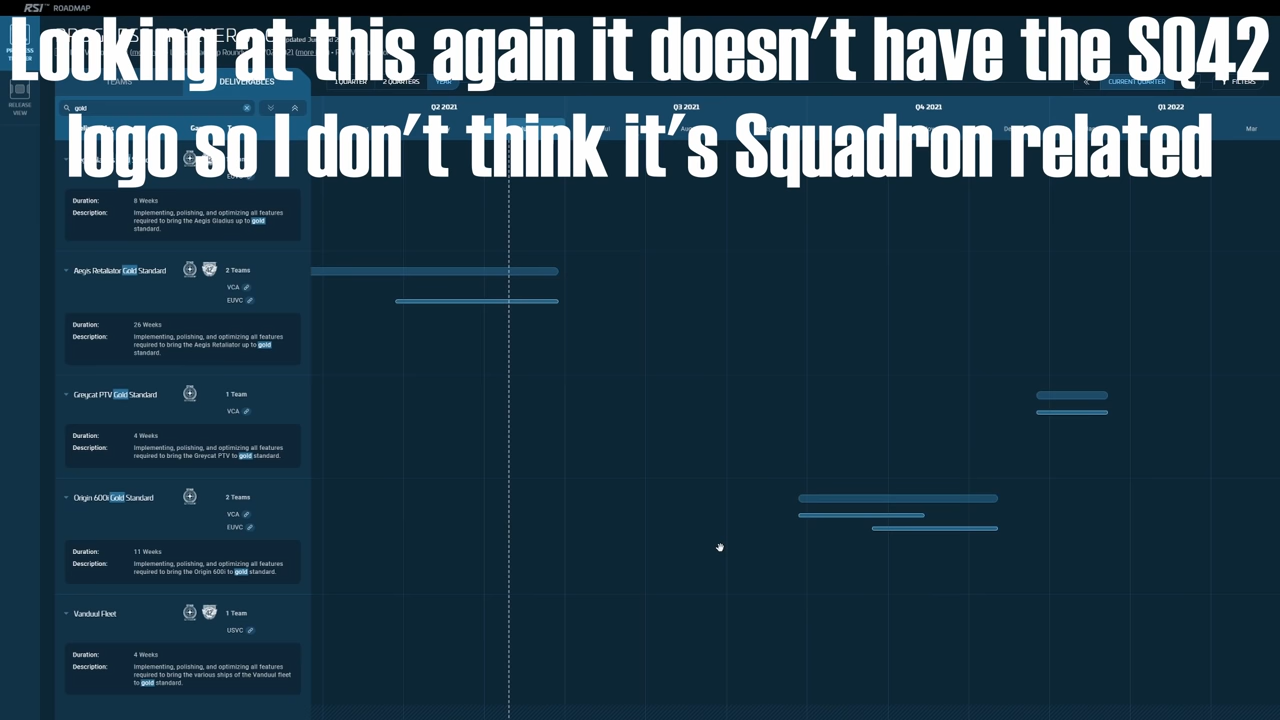 RSI ROADMAP
Looking at this again it doesn't have the SQ42
logo so I don't think it's Squadron related
TEAMS
DELIVERABLES
1 QUARTER
2 QUARTERS
YEAR
CURRENT QUARTER
FILTERS
RELEASE
VIEW
gold
Q2 2021
Q3 2021
Q4 2021
Q1 2022
Mar
Duration: 8 Weeks
Description: Implementing, polishing, and optimizing all features
required to bring the Aegis Gladius up to gold
standard.
Aegis Retaliator Gold Standard
2 Teams
VCA
EUVC
Duration: 26 Weeks
Description: Implementing, polishing, and optimizing all features
required to bring the Aegis Retaliator up to gold
standard.
Greycat PTV Gold Standard
1 Team
VCA
Duration: 4 Weeks
Description: Implementing, polishing, and optimizing all features
required to bring the Greycat PTV to gold standard.
Origin 600i Gold Standard
2 Teams
VCA
EUVC
Duration: 11 Weeks
Description: Implementing, polishing, and optimizing all features
required to bring the Origin 600i to gold standard.
Vanduul Fleet
1 Team
USVC
Duration: 4 Weeks
Description: Implementing, polishing, and optimizing all features
required to bring the various ships of the Vanduul fleet
to gold standard.